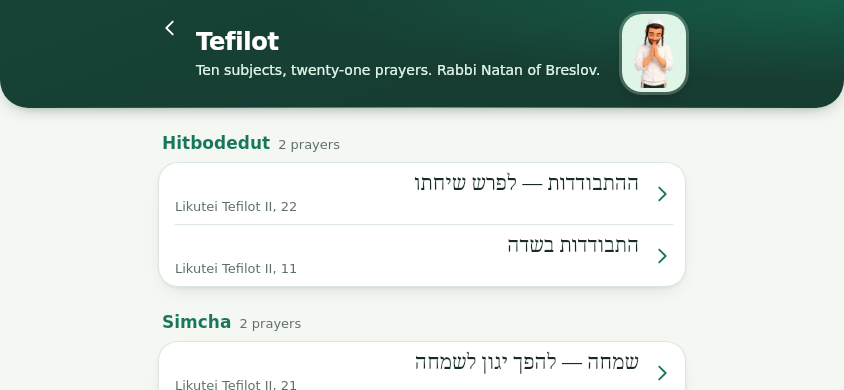 Tefilot
Ten subjects, twenty-one prayers. Rabbi Natan of Breslov.
Hitbodedut 2 prayers
ההתבודדות — לפרש שיחתו
Likutei Tefilot II, 22
התבודדות בשדה
Likutei Tefilot II, 11
Simcha 2 prayers
שמחה — להפך יגון לשמחה
Likutei Tefilot II, 21